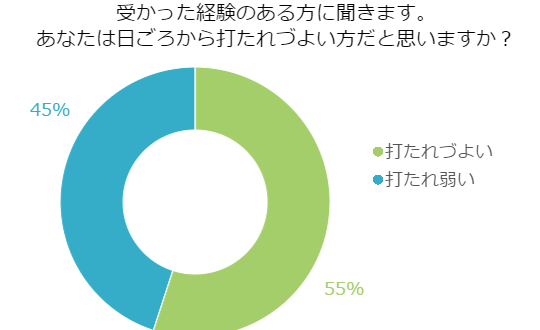 受かった経験のある方に聞きます。
あなたは日ごろから打たれづよい方だと思いますか？
45%
打たれづよい
打たれ弱い
55%